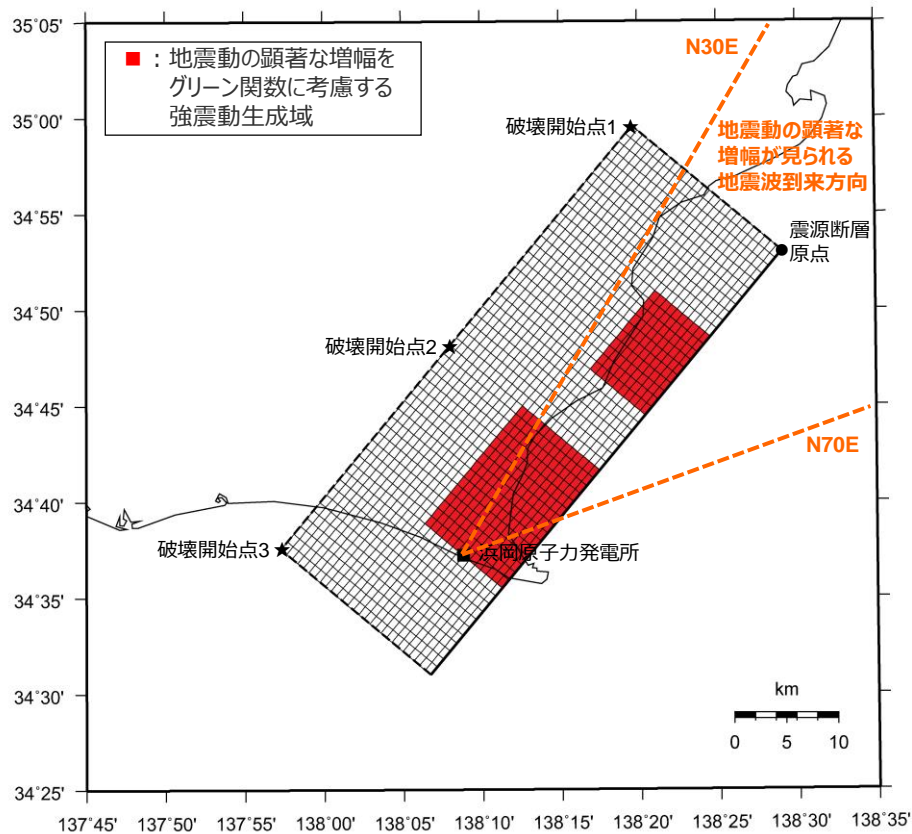 35°05'
35°00'
34°55'
34°50'
34°45'
34°40'
34°35'
34°30'
34°25'
■ : 地震動の顕著な増幅を
グリーン関数に考慮する
強震動生成域
N30E
地震動の顕著な
増幅が見られる
地震波到来方向
破壊開始点1
震源断層
原点
破壊開始点2
N70E
破壊開始点3
浜岡原子力発電所
km
0 5 10
137°45' 137°50' 137°55' 138°00' 138°05' 138°10' 138°15' 138°20' 138°25' 138°30' 138°35'